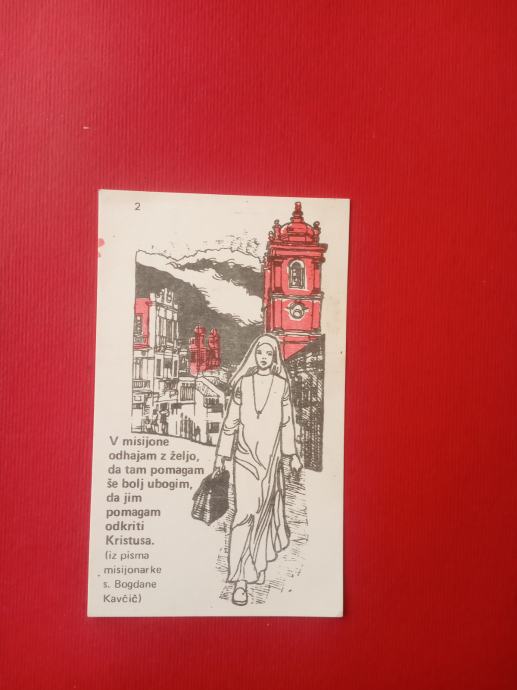 2
V misijone
odhajam z željo,
da tam pomagam
še bolj ubogim,
da jim
pomagam
odkriti
Kristusa.
(iz pisma
misijonarke
s. Bogdane
Kavčič)